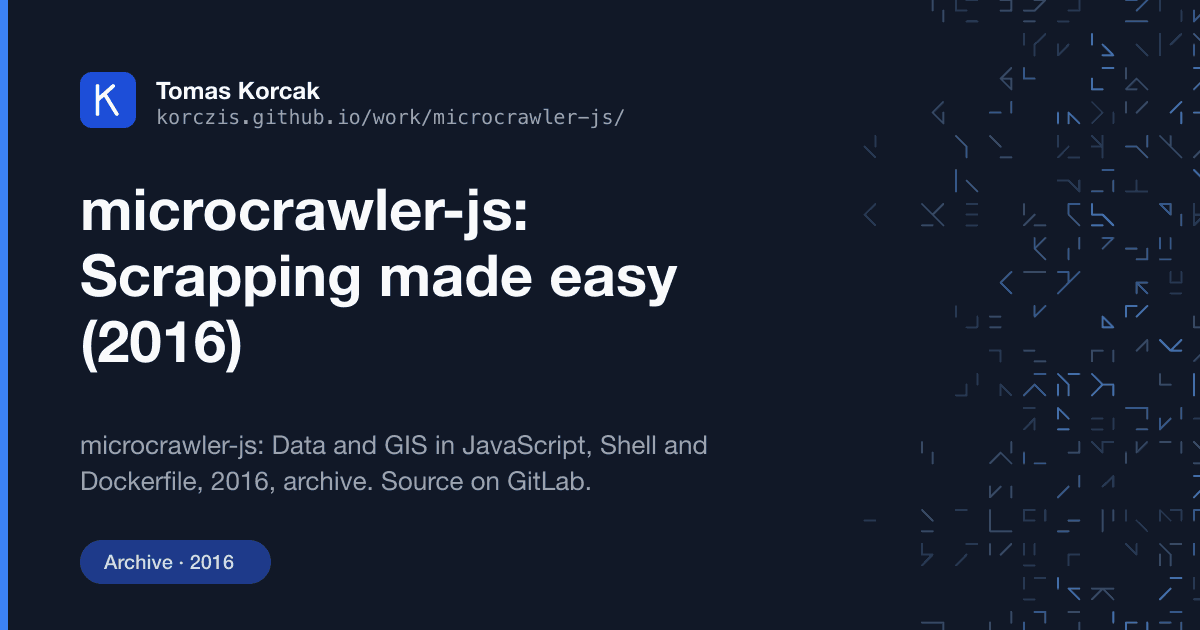 K
Tomas Korcak
korczis.github.io/work/microcrawler-js/
microcrawler-js:
Scrapping made easy
(2016)
microcrawler-js: Data and GIS in JavaScript, Shell and
Dockerfile, 2016, archive. Source on GitLab.
Archive · 2016